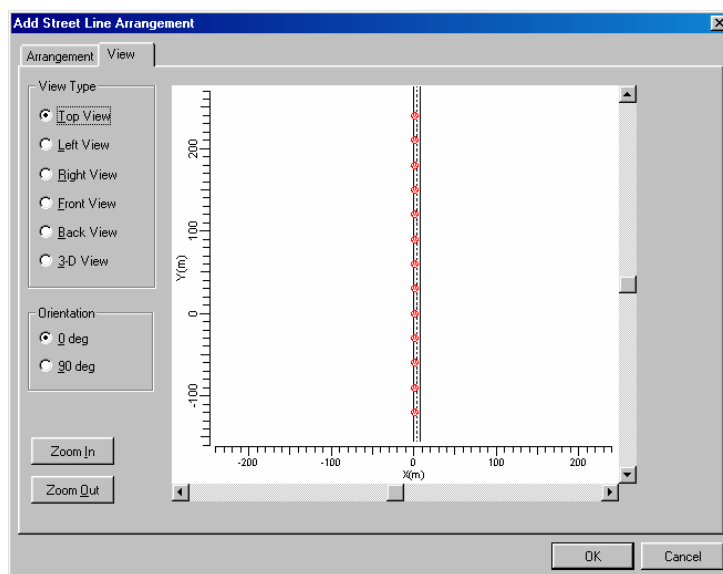 Add Street Line Arrangement
Arrangement View
View Type
Top View
Left View
Right View
Front View
Back View
3-D View
Orientation
0 deg
90 deg
Zoom In
Zoom Out
Y(m)
200
100
0
-100
-200 -100 0 100 200
X(m)
OK Cancel